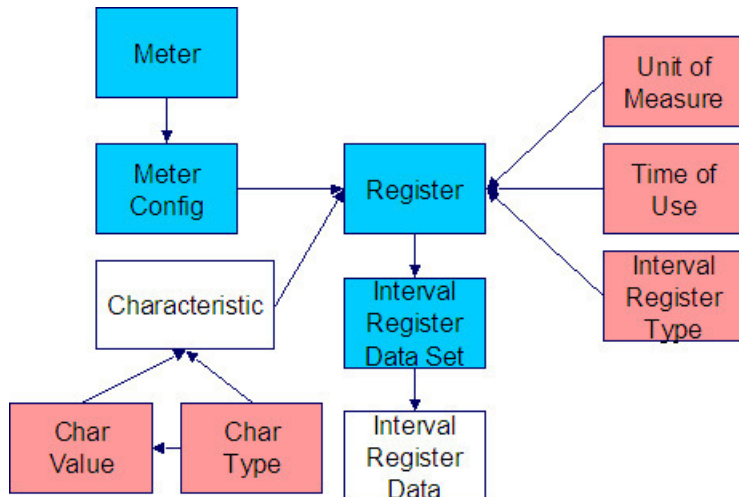 Meter
Unit of
Measure
Meter
Config
Register
Time of
Use
Characteristic
Interval
Register
Data Set
Interval
Register
Type
Char
Value
Char
Type
Interval
Register
Data